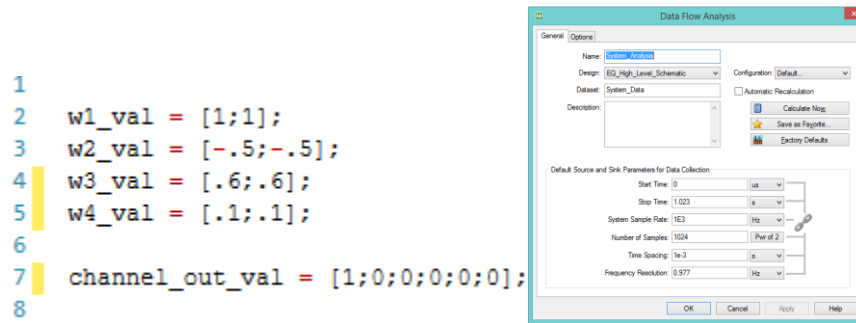 1
2 w1_val = [1;1];
3 w2_val = [-.5;-.5];
4 w3_val = [.6;.6];
5 w4_val = [.1;.1];
6
7 channel_out_val = [1;0;0;0;0;0];
8
Data Flow Analysis
General Options
Name: System_Analysis
Design: EQ_High_Level_Schematic Configuration: Default...
Dataset: System_Data Automatic Recalculation
Description: Calculate Now
Save as Favorite...
Factory Defaults
Default Source and Sink Parameters for Data Collection
Start Time: 0 us
Stop Time: 1.023 s
System Sample Rate: 1E3 Hz
Number of Samples: 1024 Pwr of 2
Time Spacing: 1e-3 s
Frequency Resolution: 0.977 Hz
OK Cancel Apply Help